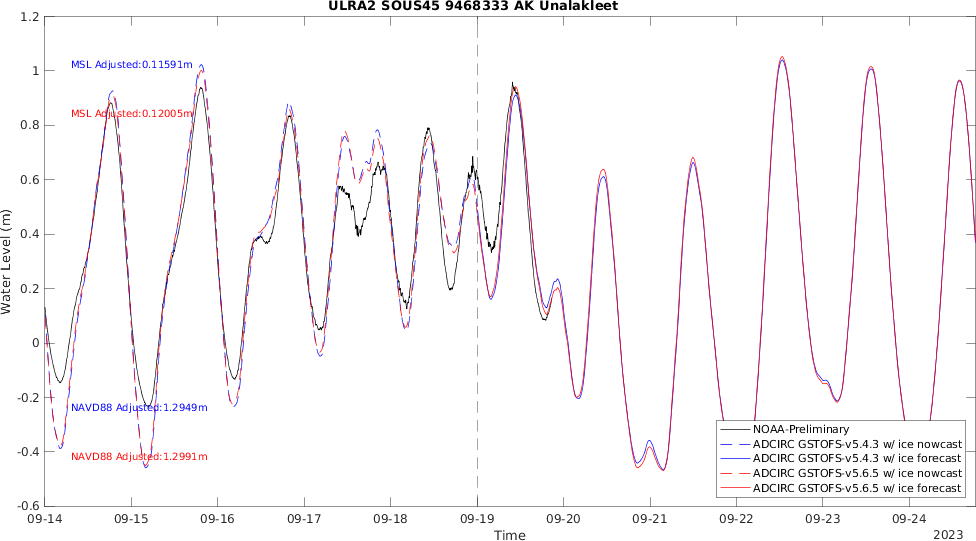 ULRA2 SOUS45 9468333 AK Unalakleet
1.2
1
0.8
0.6
0.4
0.2
0
-0.2
-0.4
-0.6
Water Level (m)
MSL Adjusted:0.11591m
MSL Adjusted:0.12005m
NAVD88 Adjusted:1.2949m
NAVD88 Adjusted:1.2991m
NOAA-Preliminary
ADCIRC GSTOFS-v5.4.3 w/ ice nowcast
ADCIRC GSTOFS-v5.4.3 w/ ice forecast
ADCIRC GSTOFS-v5.6.5 w/ ice nowcast
ADCIRC GSTOFS-v5.6.5 w/ ice forecast
09-14 09-15 09-16 09-17 09-18 09-19 09-20 09-21 09-22 09-23 09-24
Time
2023